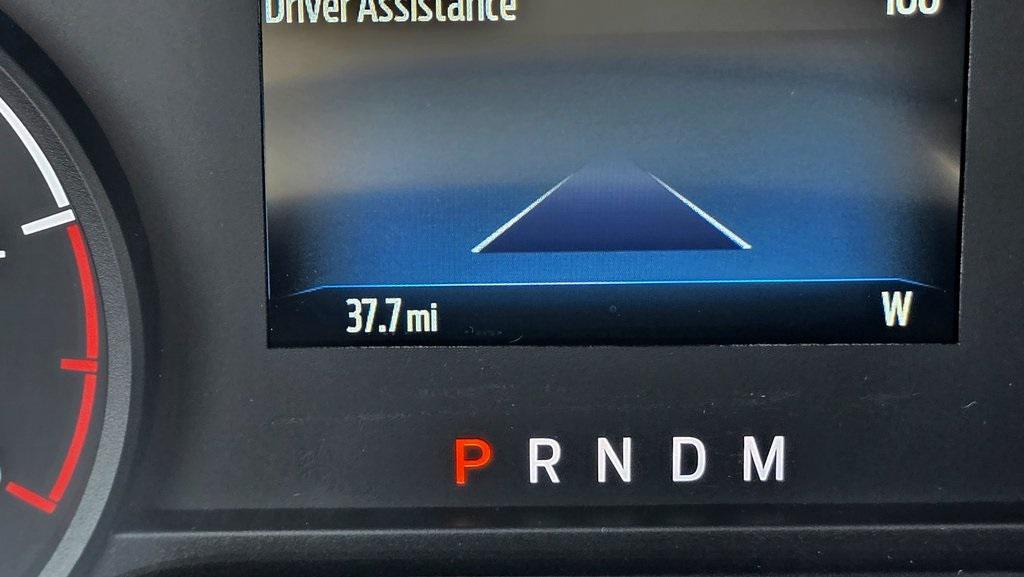 Driver Assistance 100
37.7 mi W
P R N D M